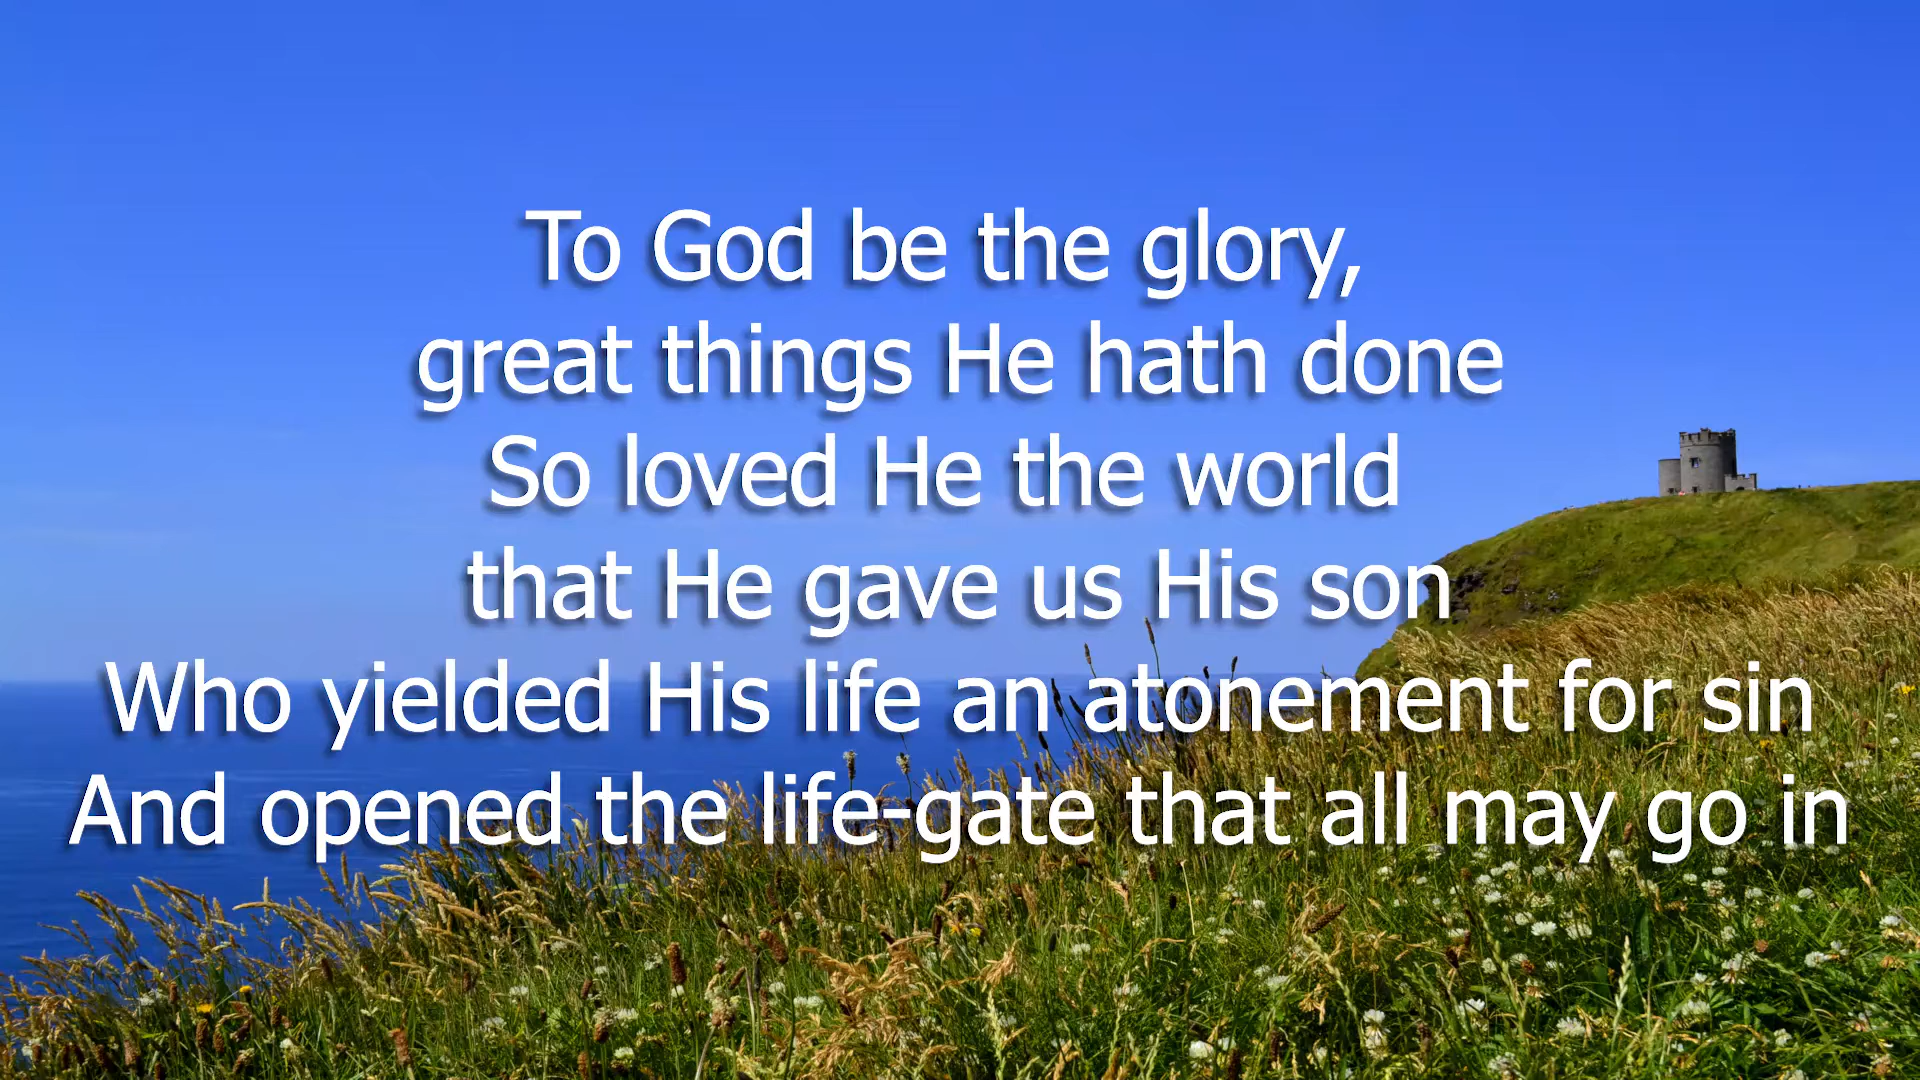 To God be the glory,
great things He hath done
So loved He the world
that He gave us His son
Who yielded His life an atonement for sin
And opened the life-gate that all may go in